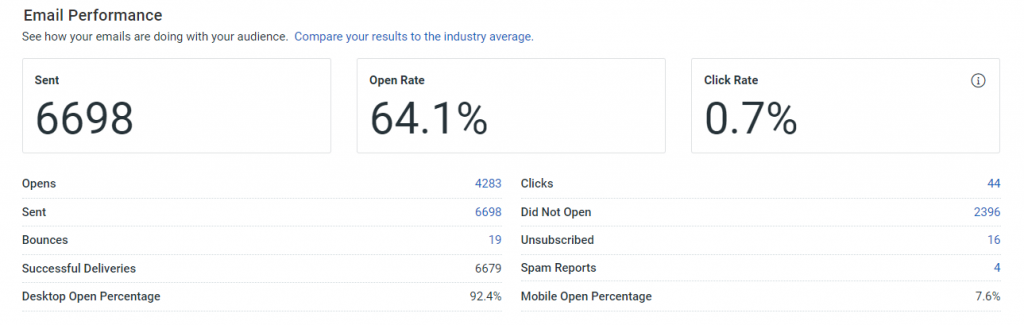 Email Performance
See how your emails are doing with your audience. Compare your results to the industry average.
Sent
6698
Open Rate
64.1%
Click Rate
0.7%
Opens 4283
Sent 6698
Bounces 19
Successful Deliveries 6679
Desktop Open Percentage 92.4%
Clicks 44
Did Not Open 2396
Unsubscribed 16
Spam Reports 4
Mobile Open Percentage 7.6%